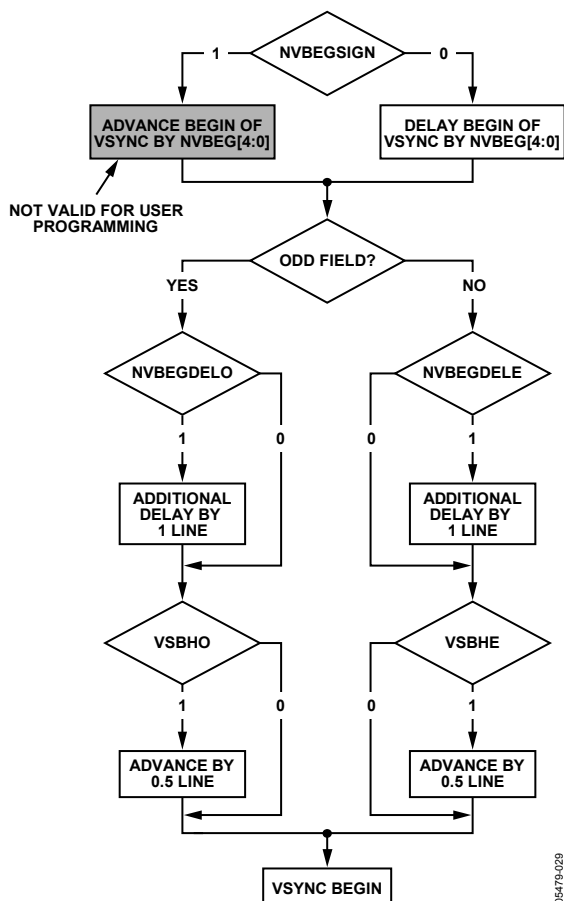 NVBEGSIGN
1
0
ADVANCE BEGIN OF
VSYNC BY NVBEG[4:0]
DELAY BEGIN OF
VSYNC BY NVBEG[4:0]
NOT VALID FOR USER
PROGRAMMING
ODD FIELD?
YES
NO
NVBEGDELO
NVBEGDELE
1
0
0
1
ADDITIONAL
DELAY BY
1 LINE
ADDITIONAL
DELAY BY
1 LINE
VSBHO
VSBHE
1
0
0
1
ADVANCE BY
0.5 LINE
ADVANCE BY
0.5 LINE
VSYNC BEGIN
05479-029